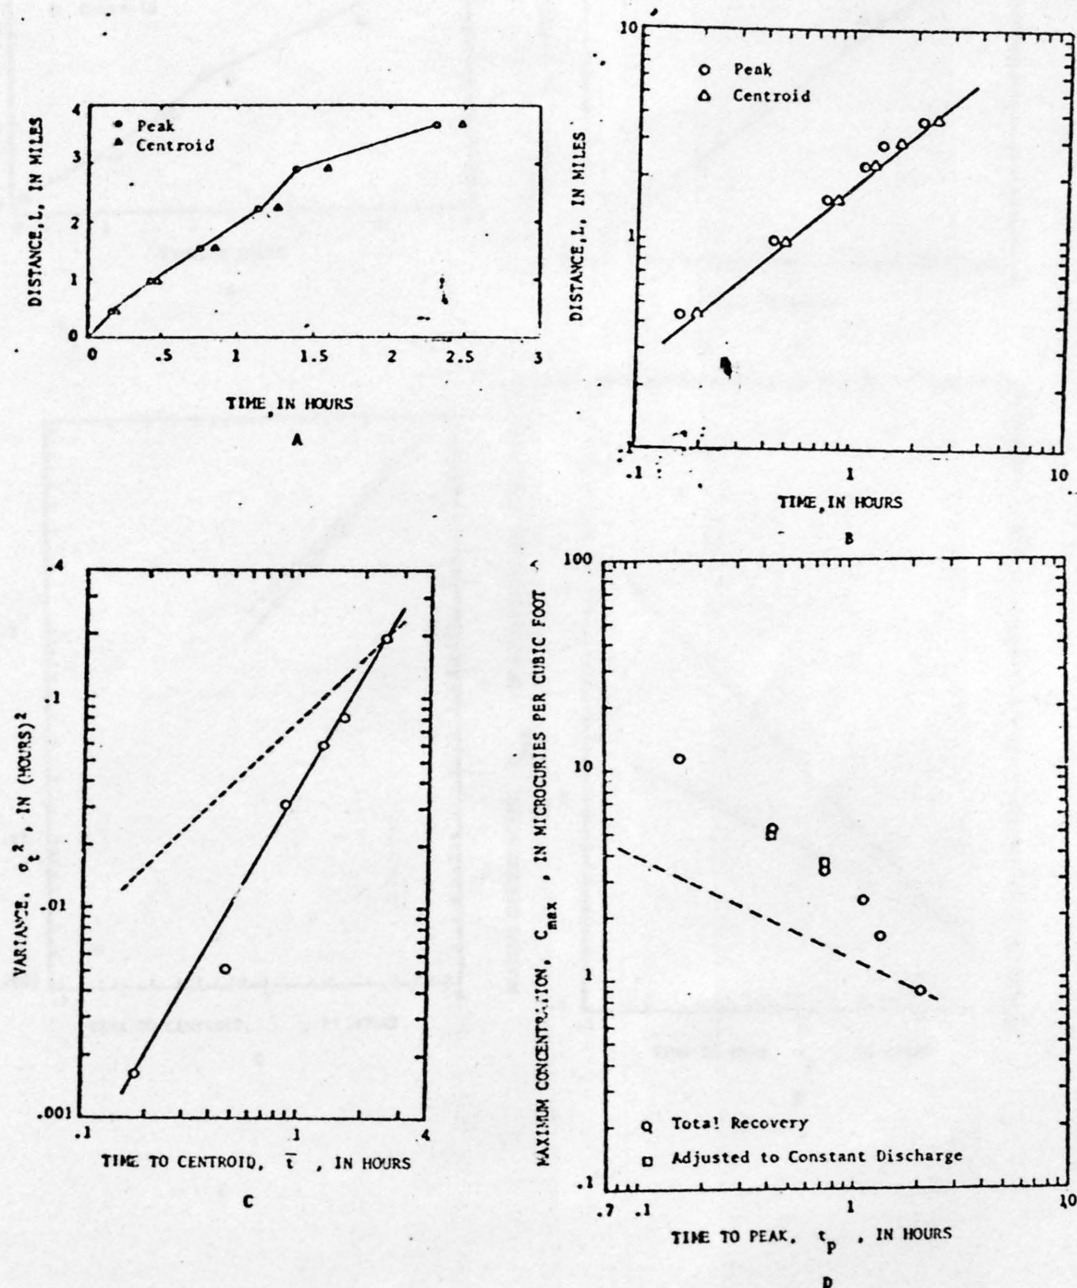 4
3
2
1
0
Peak
Centroid
DISTANCE, L, IN MILES
0
.5
1
1.5
2
2.5
3
TIME, IN HOURS
A
10
1
.1
Peak
Centroid
DISTANCE, L, IN MILES
.1
1
10
TIME, IN HOURS
B
.4
.1
.01
.001
VARIANCE, σt², IN (HOURS)²
.1
.1
.4
TIME TO CENTROID, t̄ , IN HOURS
C
100
10
1
.1
MAXIMUM CONCENTRATION, Cmax , IN MICROCURIES PER CUBIC FOOT
Total Recovery
Adjusted to Constant Discharge
.7
.1
1
10
TIME TO PEAK, tp , IN HOURS
D